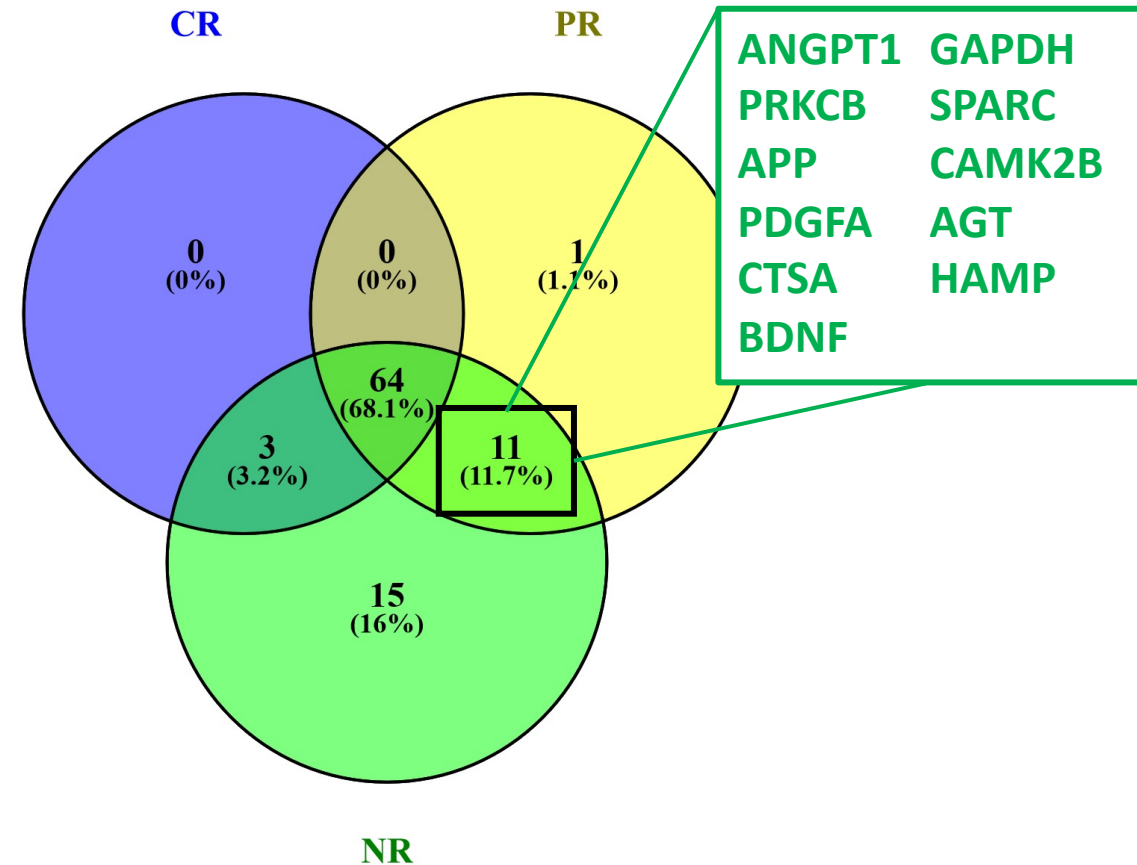 CR
PR
ANGPT1 GAPDH
PRKCB SPARC
APP CAMK2B
PDGFA AGT
CTSA HAMP
BDNF
0
(0%)
0
(0%)
1
(1.1%)
64
(68.1%)
3
(3.2%)
11
(11.7%)
15
(16%)
NR